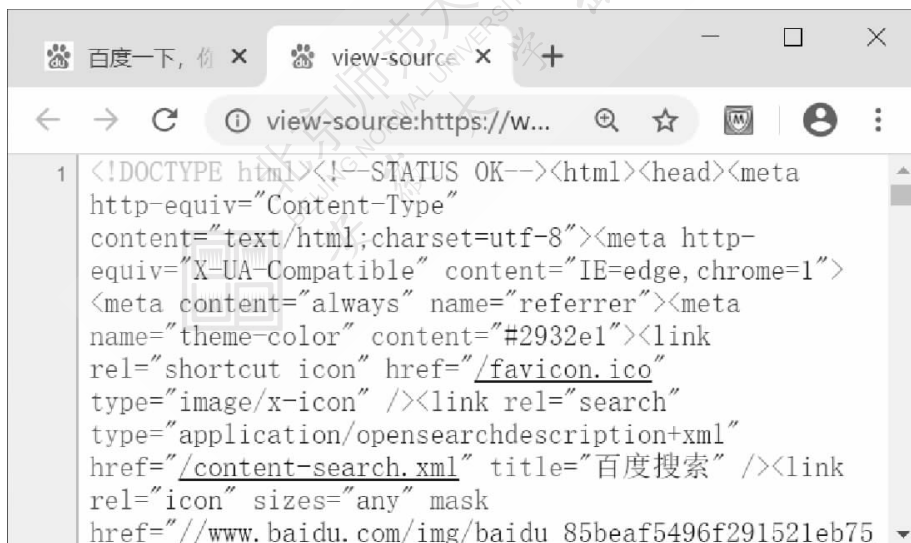 百度一下，你
view-source
view-source:https://w...
1
<!DOCTYPE html><!--STATUS OK--><html><head><meta
http-equiv="Content-Type"
content="text/html;charset=utf-8"><meta http-
equiv="X-UA-Compatible" content="IE=edge,chrome=1">
<meta content="always" name="referrer"><meta
name="theme-color" content="#2932e1"><link
rel="shortcut icon" href="/favicon.ico"
type="image/x-icon" /><link rel="search"
type="application/opensearchdescription+xml"
href="/content-search.xml" title="百度搜索" /><link
rel="icon" sizes="any" mask
href="//www.baidu.com/img/baidu_85beaf5496f291521eb75